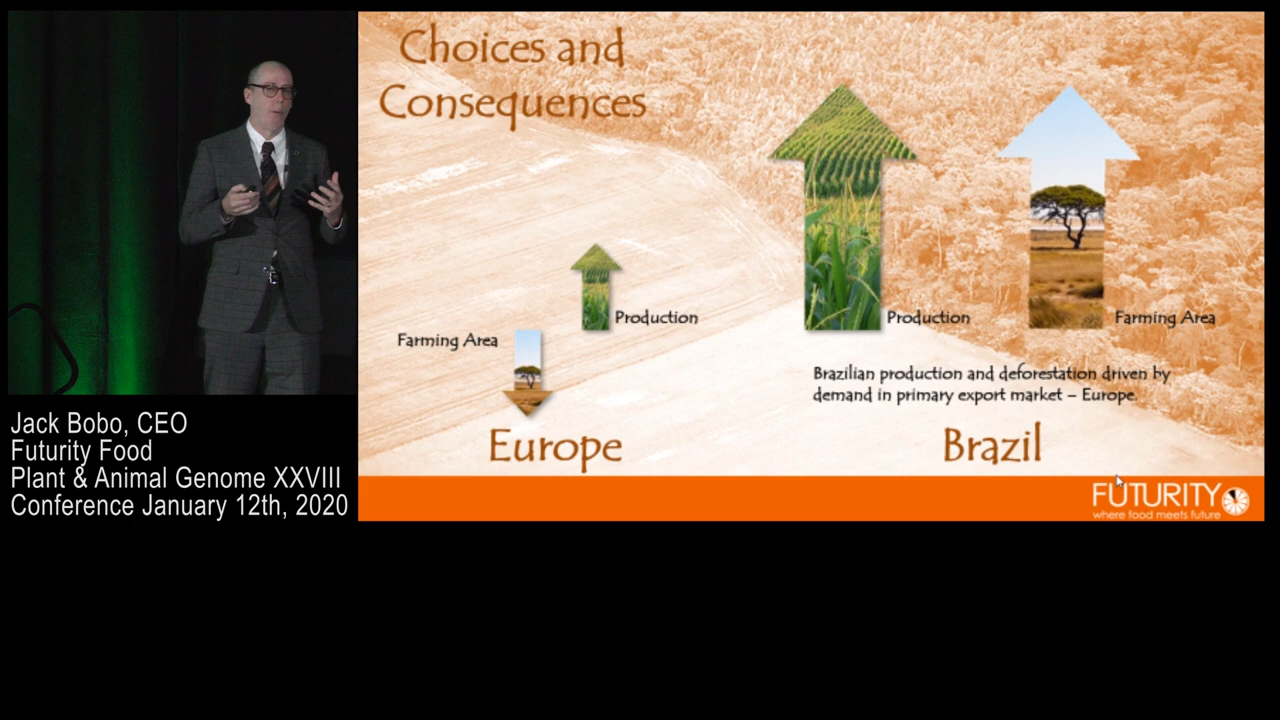 Choices and
Consequences
Production
Farming Area
Production
Farming Area
Brazilian production and deforestation driven by
demand in primary export market – Europe.
Europe
Brazil
FUTURITY
where food meets future
Jack Bobo, CEO
Futurity Food
Plant & Animal Genome XXVIII
Conference January 12th, 2020